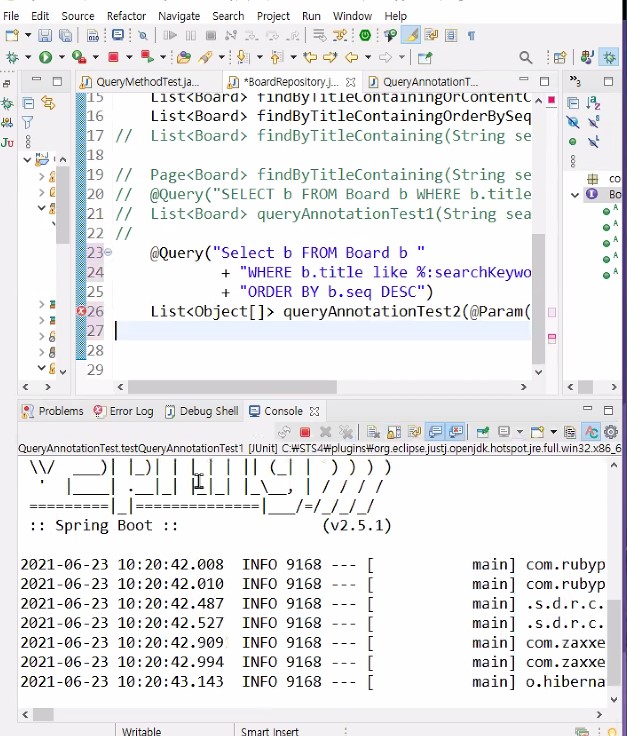 File Edit Source Refactor Navigate Search Project Run Window Help
QueryMethodTest.ja... *BoardRepository.j... QueryAnnotationT... »3
15 List<Board> findByTitleContainingOrContentC
16 List<Board> findByTitleContainingOrderBySeq
17 // List<Board> findByTitleContaining(String se
18
19 // Page<Board> findByTitleContaining(String se
20 // @Query("SELECT b FROM Board b WHERE b.title
21 // List<Board> queryAnnotationTest1(String sea
22 //
23 @Query("Select b FROM Board b "
24 + "WHERE b.title like %:searchKeywo
25 + "ORDER BY b.seq DESC")
26 List<Object[]> queryAnnotationTest2(@Param(
27
28
29
co
Bo
Ju
Problems Error Log Debug Shell Console
QueryAnnotationTest.testQueryAnnotationTest1 [JUnit] C:₩STS4₩plugins₩org.eclipse.justj.openjdk.hotspot.jre.full.win32.x86_6
:: Spring Boot :: (v2.5.1)
2021-06-23 10:20:42.008 INFO 9168 --- [ main] com.rubyp
2021-06-23 10:20:42.010 INFO 9168 --- [ main] com.rubyp
2021-06-23 10:20:42.487 INFO 9168 --- [ main] .s.d.r.c.
2021-06-23 10:20:42.527 INFO 9168 --- [ main] .s.d.r.c.
2021-06-23 10:20:42.909 INFO 9168 --- [ main] com.zaxxe
2021-06-23 10:20:42.994 INFO 9168 --- [ main] com.zaxxe
2021-06-23 10:20:43.143 INFO 9168 --- [ main] o.hiberna
Writable Smart Insert